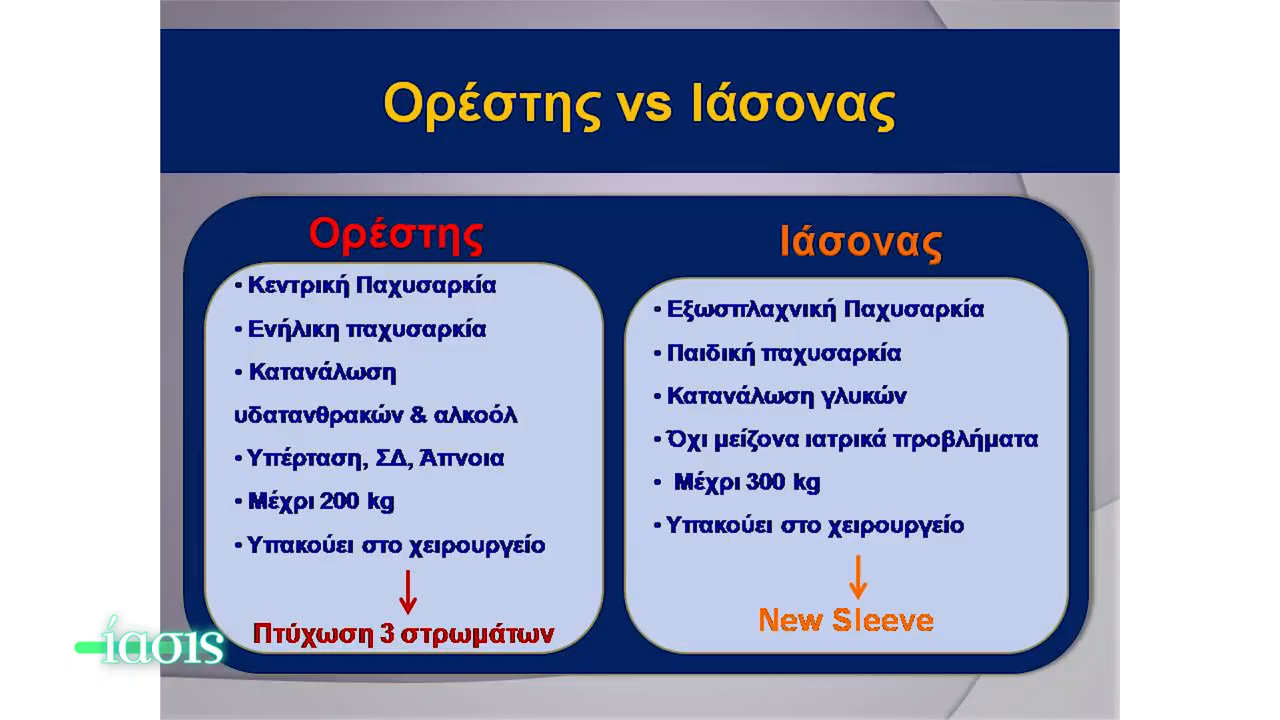 Ορέστης vs Ιάσονας
Ορέστης
• Κεντρική Παχυσαρκία
• Ενήλικη παχυσαρκία
• Κατανάλωση
υδατανθρακών & αλκοόλ
• Υπέρταση, ΣΔ, Άπνοια
• Μέχρι 200 kg
• Υπακούει στο χειρουργείο
Πτύχωση 3 στρωμάτων
Ιάσονας
• Εξωσπλαχνική Παχυσαρκία
• Παιδική παχυσαρκία
• Κατανάλωση γλυκών
• Όχι μείζονα ιατρικά προβλήματα
• Μέχρι 300 kg
• Υπακούει στο χειρουργείο
New Sleeve
ίασις